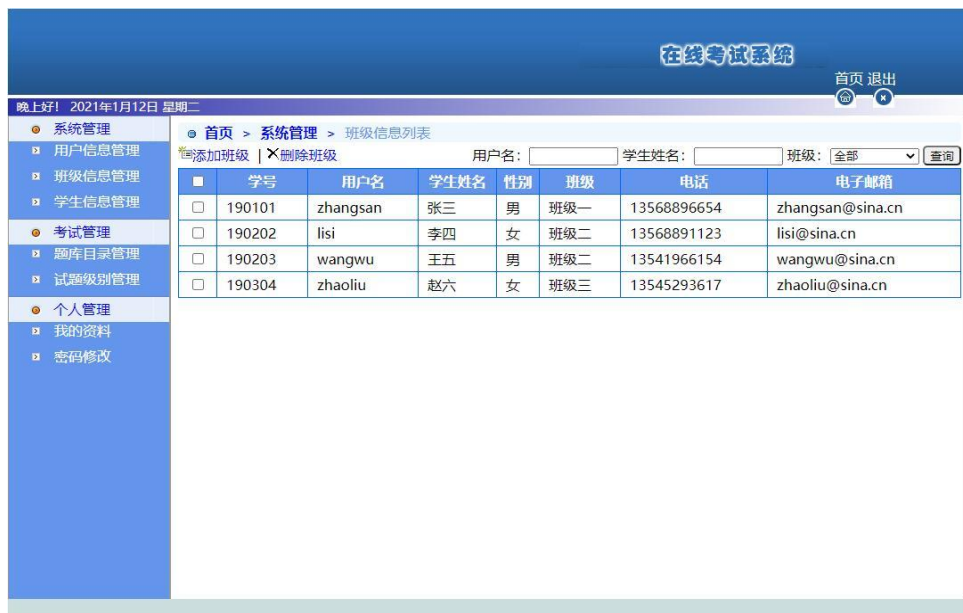 在线考试系统
首页 退出
晚上好! 2021年1月12日 星期二
系统管理
用户信息管理
班级信息管理
学生信息管理
考试管理
题库目录管理
试题级别管理
个人管理
我的资料
密码修改
首页 > 系统管理 > 班级信息列表
添加班级 | 删除班级 用户名: 学生姓名: 班级: 全部 查询
学号 用户名 学生姓名 性别 班级 电话 电子邮箱
190101 zhangsan 张三 男 班级一 13568896654 zhangsan@sina.cn
190202 lisi 李四 女 班级二 13568891123 lisi@sina.cn
190203 wangwu 王五 男 班级二 13541966154 wangwu@sina.cn
190304 zhaoliu 赵六 女 班级三 13545293617 zhaoliu@sina.cn